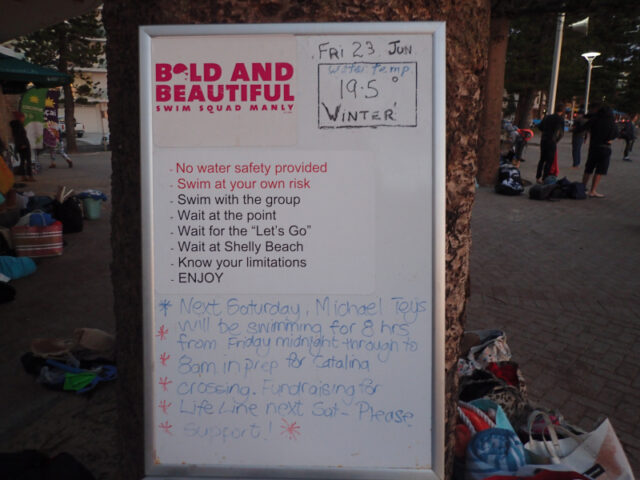 BOLD AND
BEAUTIFUL
SWIM SQUAD MANLY
FRI 23 JUN
Water temp
19.5°
WINTER'
- No water safety provided
- Swim at your own risk
- Swim with the group
- Wait at the point
- Wait for the "Let's Go"
- Wait at Shelly Beach
- Know your limitations
- ENJOY
* Next Saturday, Michael Teys
* will be swimming for 8 hrs
from Friday midnight through to
* 8am in prep for Catalina
* crossing. Fundraising for
* Life Line next Sat - Please
* support! *